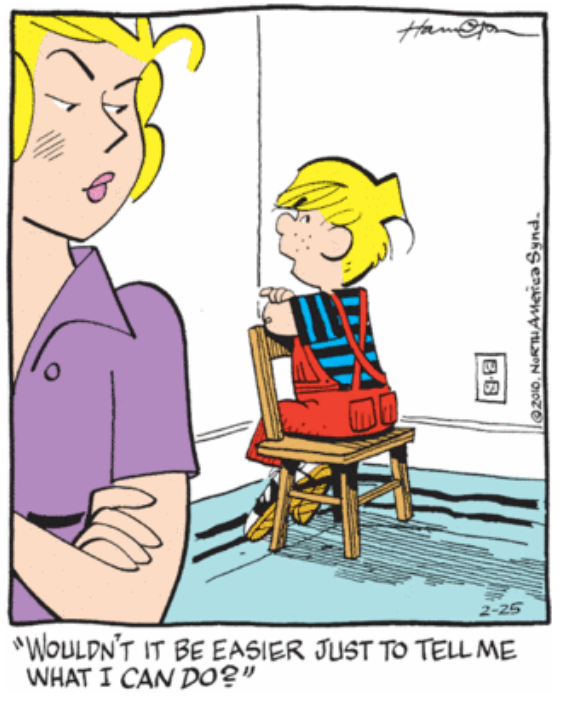 Hamilton
©2010, North America Synd.
2-25
"WOULDN'T IT BE EASIER JUST TO TELL ME
WHAT I CAN DO?"